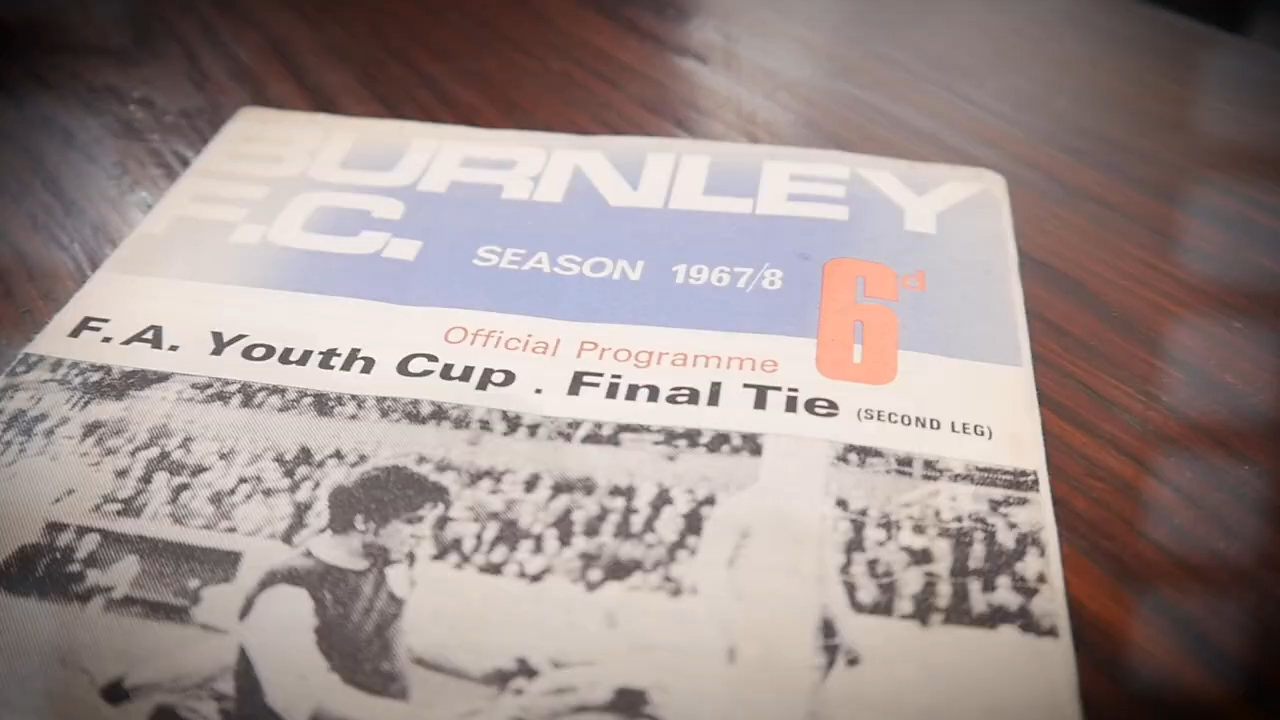 BURNLEY
F.C.
SEASON 1967/8
6d
Official Programme
F.A. Youth Cup . Final Tie (SECOND LEG)